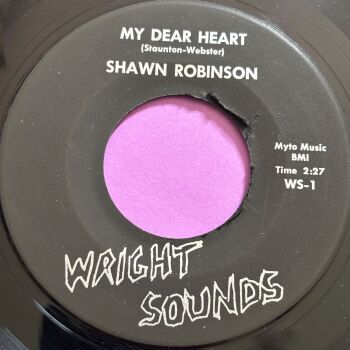 MY DEAR HEART
(Staunton-Webster)
SHAWN ROBINSON
Myto Music
BMI
Time 2:27
WS-1
WRIGHT
SOUNDS